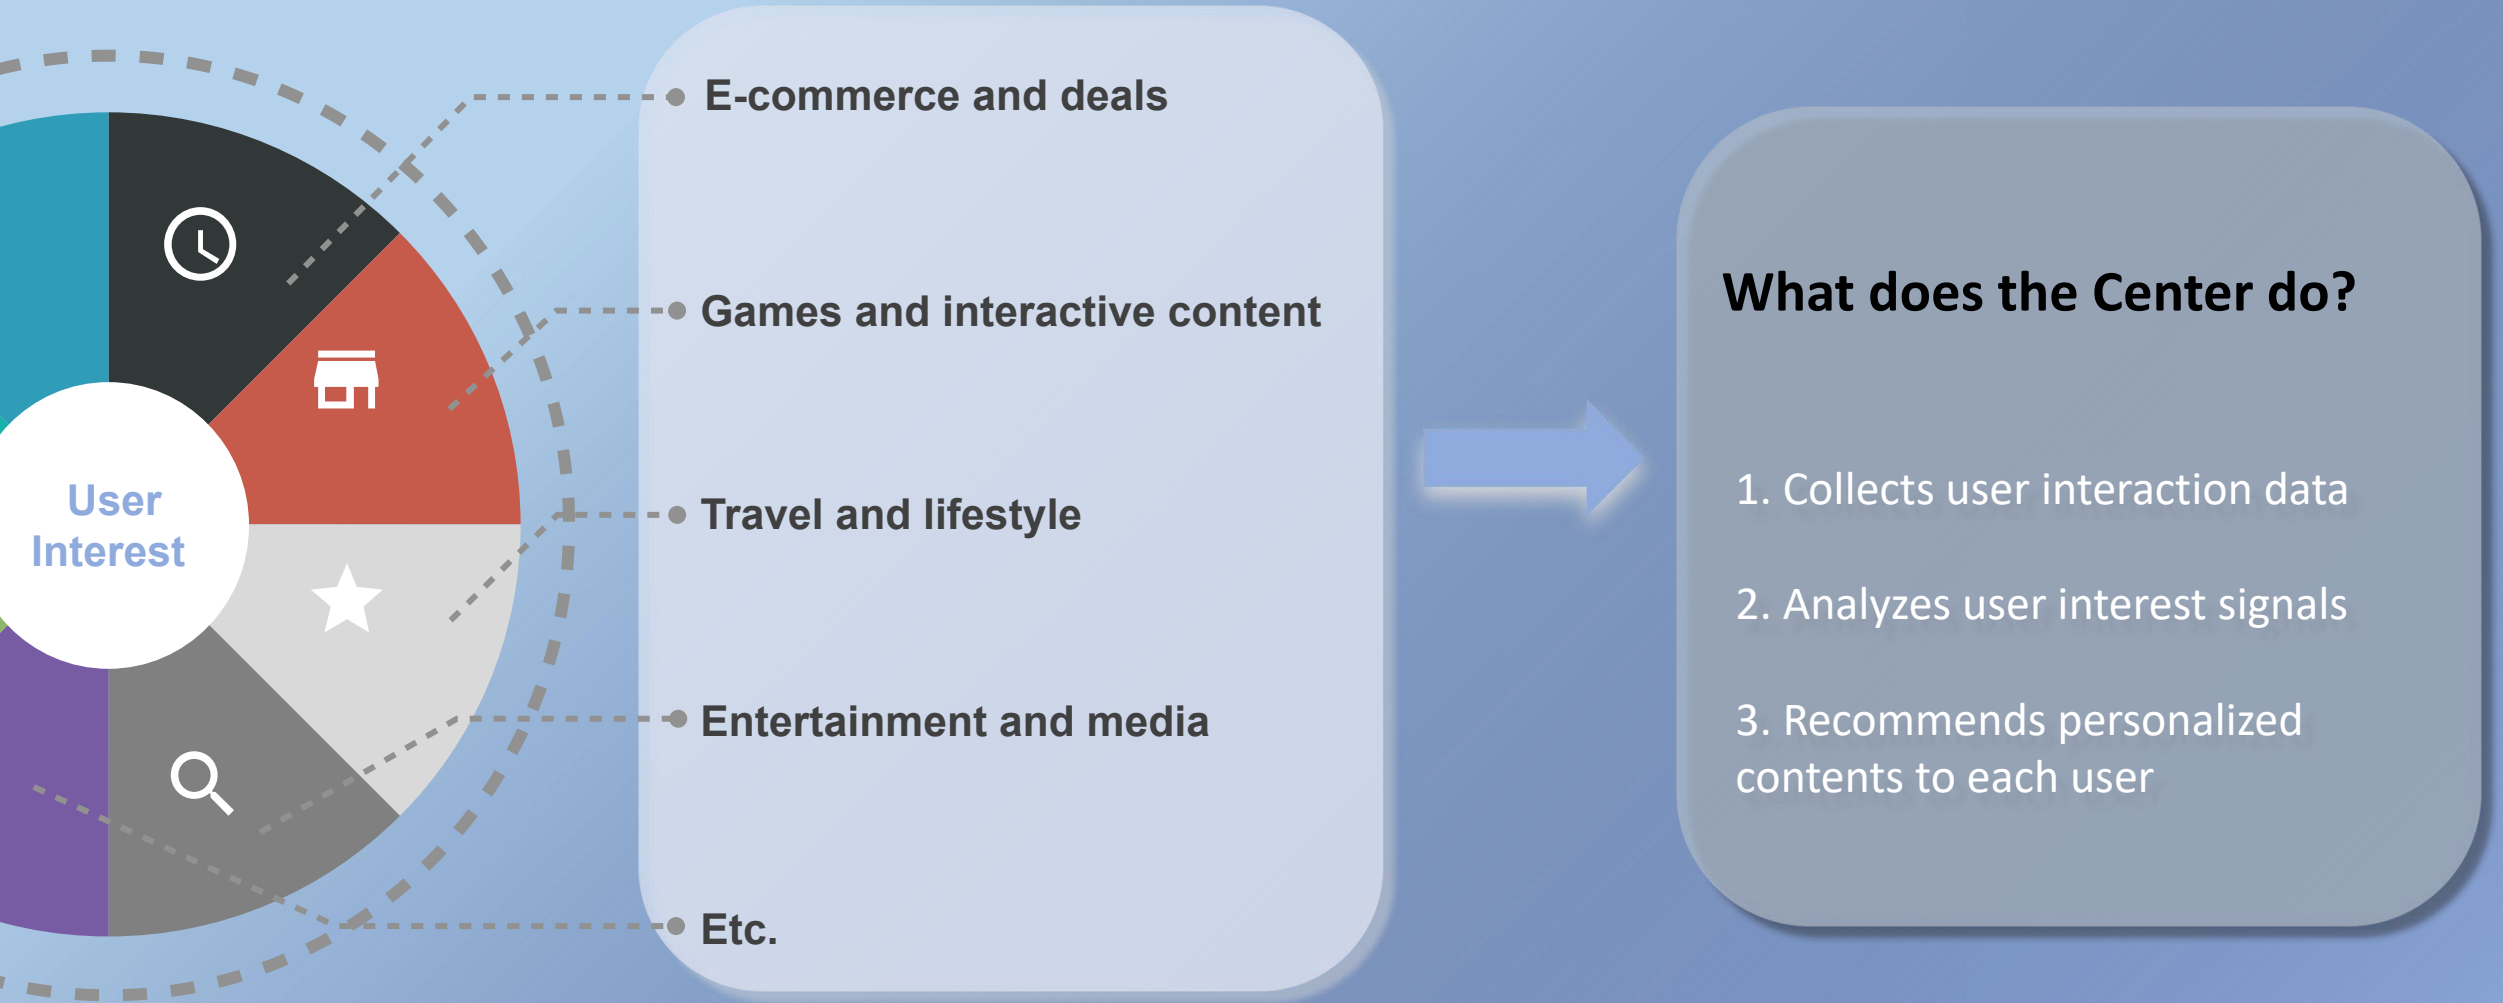 User
Interest
E-commerce and deals
Games and interactive content
Travel and lifestyle
Entertainment and media
Etc.
What does the Center do?
1. Collects user interaction data
2. Analyzes user interest signals
3. Recommends personalized
contents to each user